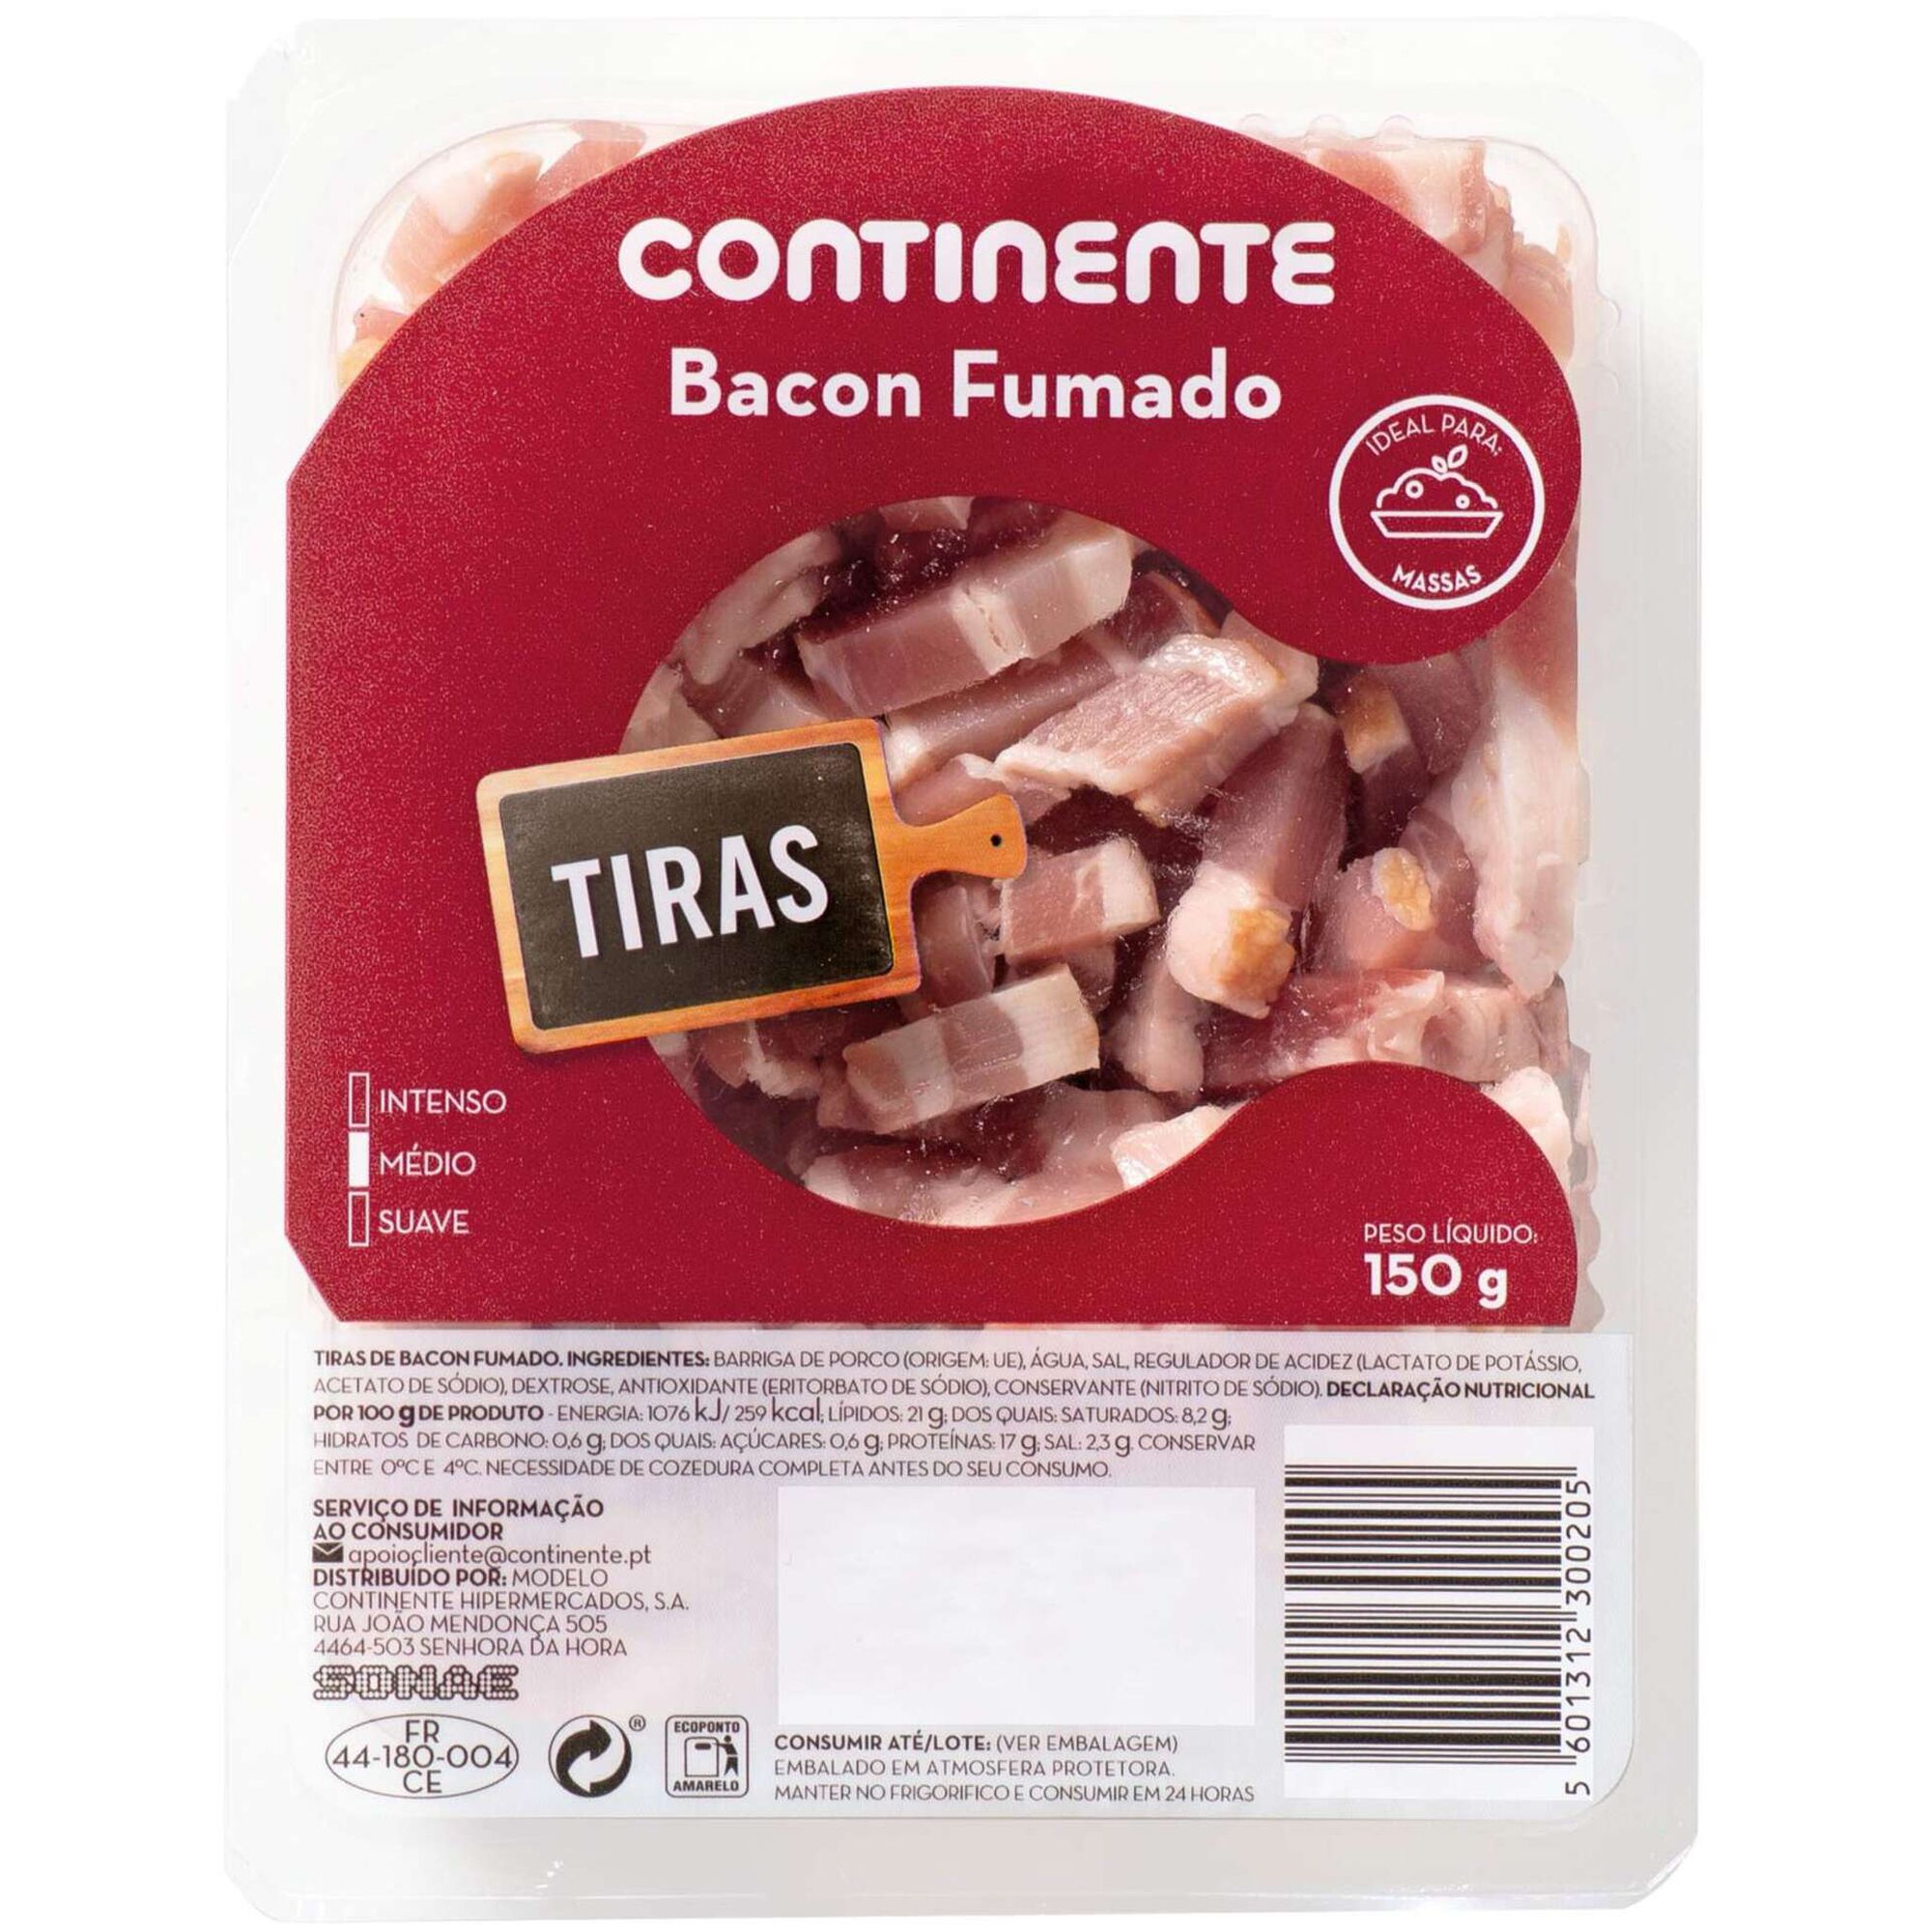 CONTINENTE
Bacon Fumado
IDEAL PARA:
MASSAS
TIRAS
INTENSO
MÉDIO
SUAVE
PESO LÍQUIDO:
150 g
TIRAS DE BACON FUMADO. INGREDIENTES: BARRIGA DE PORCO (ORIGEM: UE), ÁGUA, SAL, REGULADOR DE ACIDEZ (LACTATO DE POTÁSSIO,
ACETATO DE SÓDIO), DEXTROSE, ANTIOXIDANTE (ERITORBATO DE SÓDIO), CONSERVANTE (NITRITO DE SÓDIO). DECLARAÇÃO NUTRICIONAL
POR 100 g DE PRODUTO - ENERGIA: 1076 kJ/ 259 kcal; LÍPIDOS: 21 g; DOS QUAIS: SATURADOS: 8,2 g;
HIDRATOS DE CARBONO: 0,6 g; DOS QUAIS: AÇÚCARES: 0,6 g; PROTEÍNAS: 17 g; SAL: 2,3 g. CONSERVAR
ENTRE 0ºC E 4ºC. NECESSIDADE DE COZEDURA COMPLETA ANTES DO SEU CONSUMO.
SERVIÇO DE INFORMAÇÃO
AO CONSUMIDOR
apoiocliente@continente.pt
DISTRIBUÍDO POR: MODELO
CONTINENTE HIPERMERCADOS, S.A.
RUA JOÃO MENDONÇA 505
4464-503 SENHORA DA HORA
SONAE
FR
44-180-004
CE
®
ECOPONTO
AMARELO
CONSUMIR ATÉ/LOTE: (VER EMBALAGEM)
EMBALADO EM ATMOSFERA PROTETORA.
MANTER NO FRIGORIFICO E CONSUMIR EM 24 HORAS
5 601312 300205